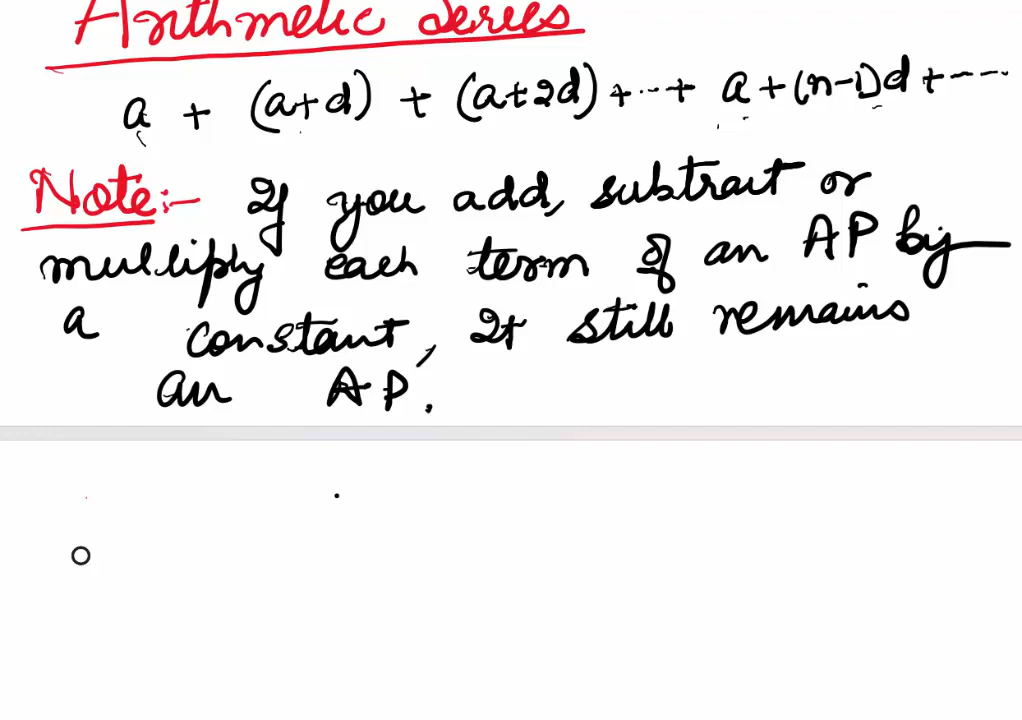 Arithmetic Series
a + (a+d) + (a+2d) + ... + a + (n-1)d + ----
Note:- If you add, subtract or
multiply each term of an AP by
a constant, It still remains
an AP.